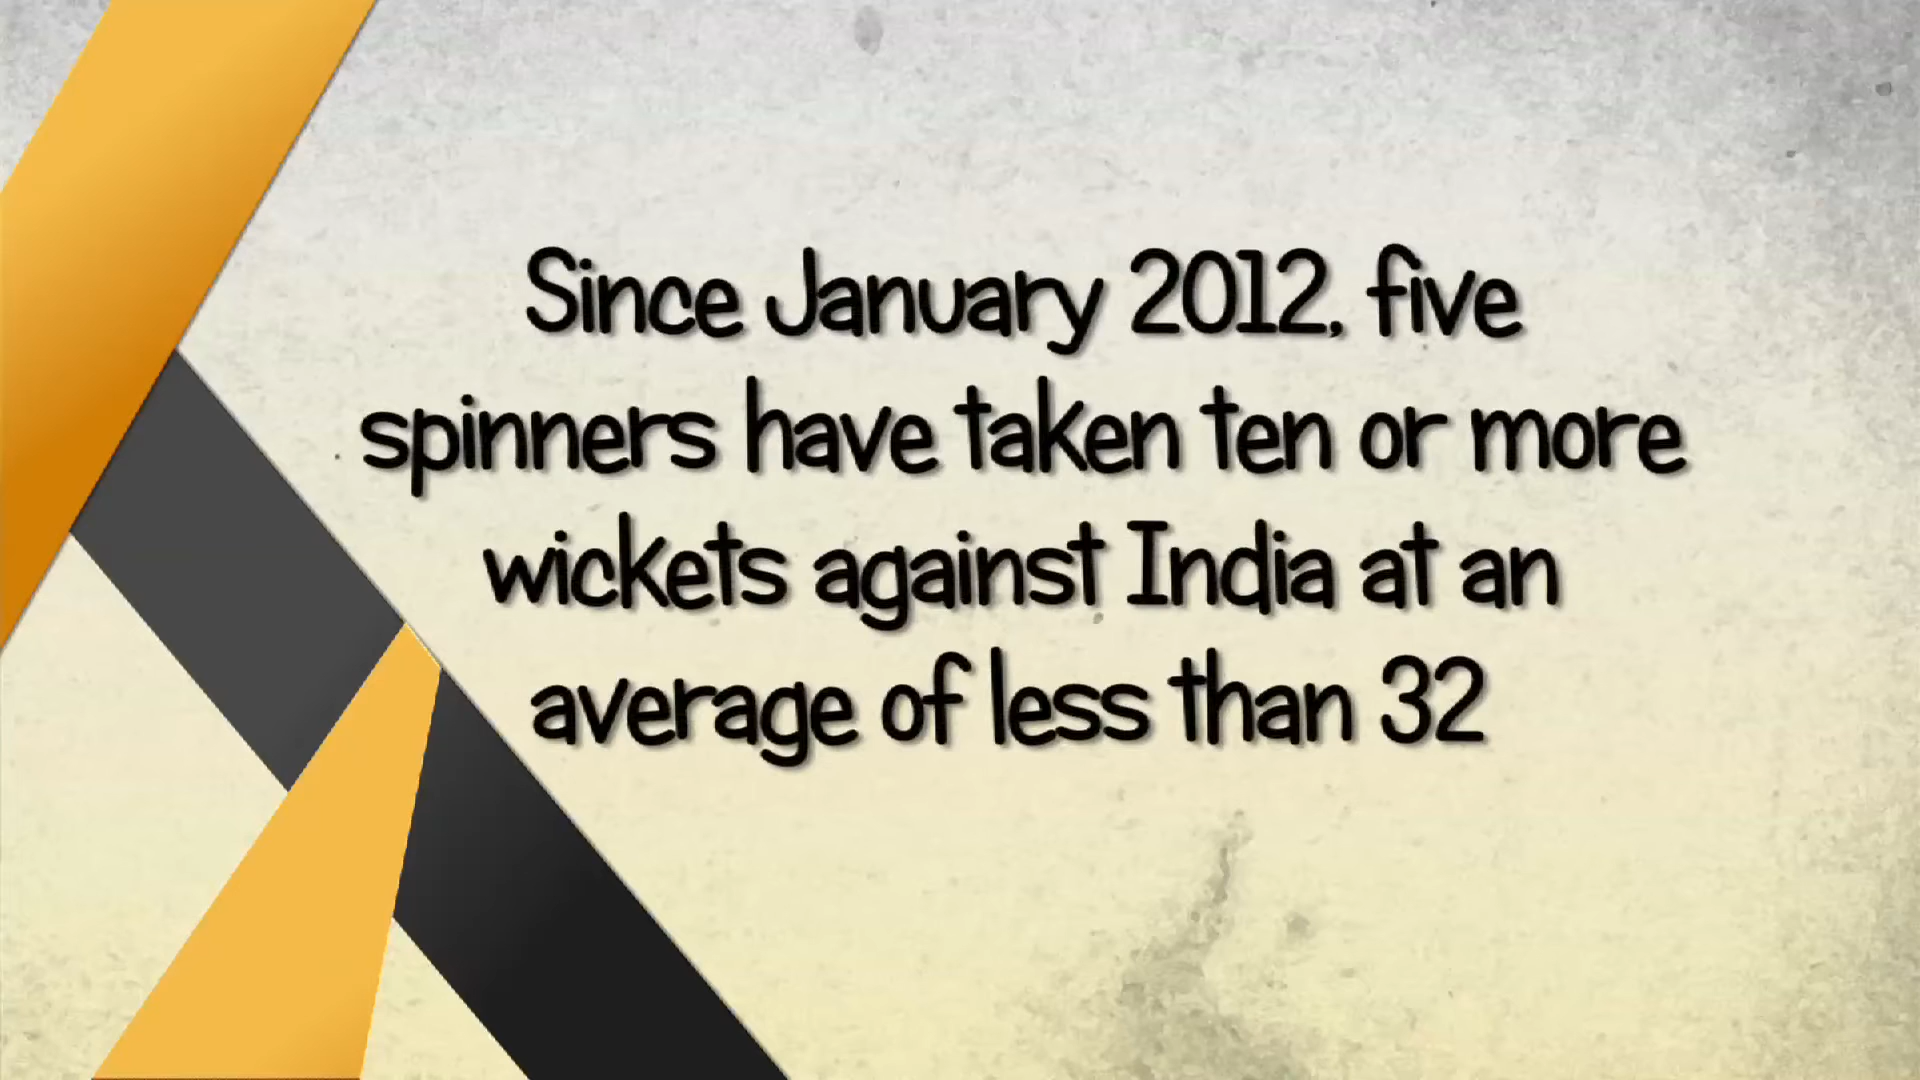 Since January 2012, five
spinners have taken ten or more
wickets against India at an
average of less than 32